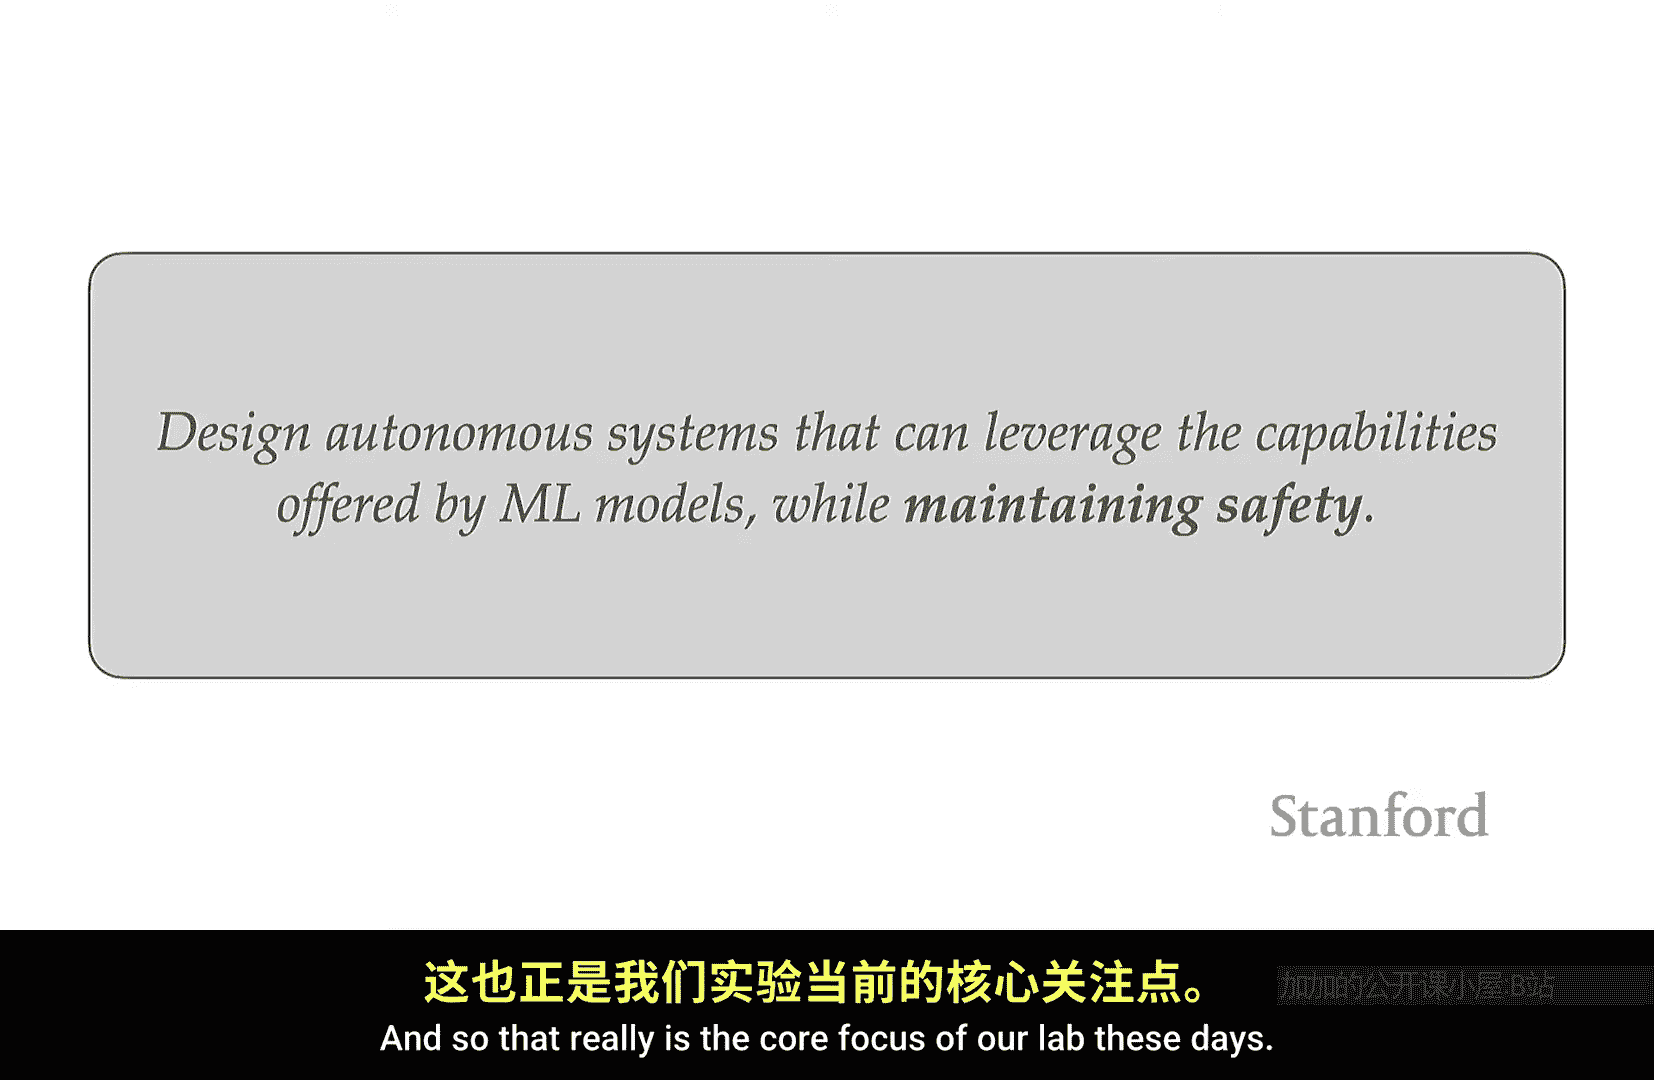 Design autonomous systems that can leverage the capabilities
offered by ML models, while maintaining safety.
Stanford
这也正是我们实验当前的核心关注点。
加加的公开课小屋 B站
And so that really is the core focus of our lab these days.